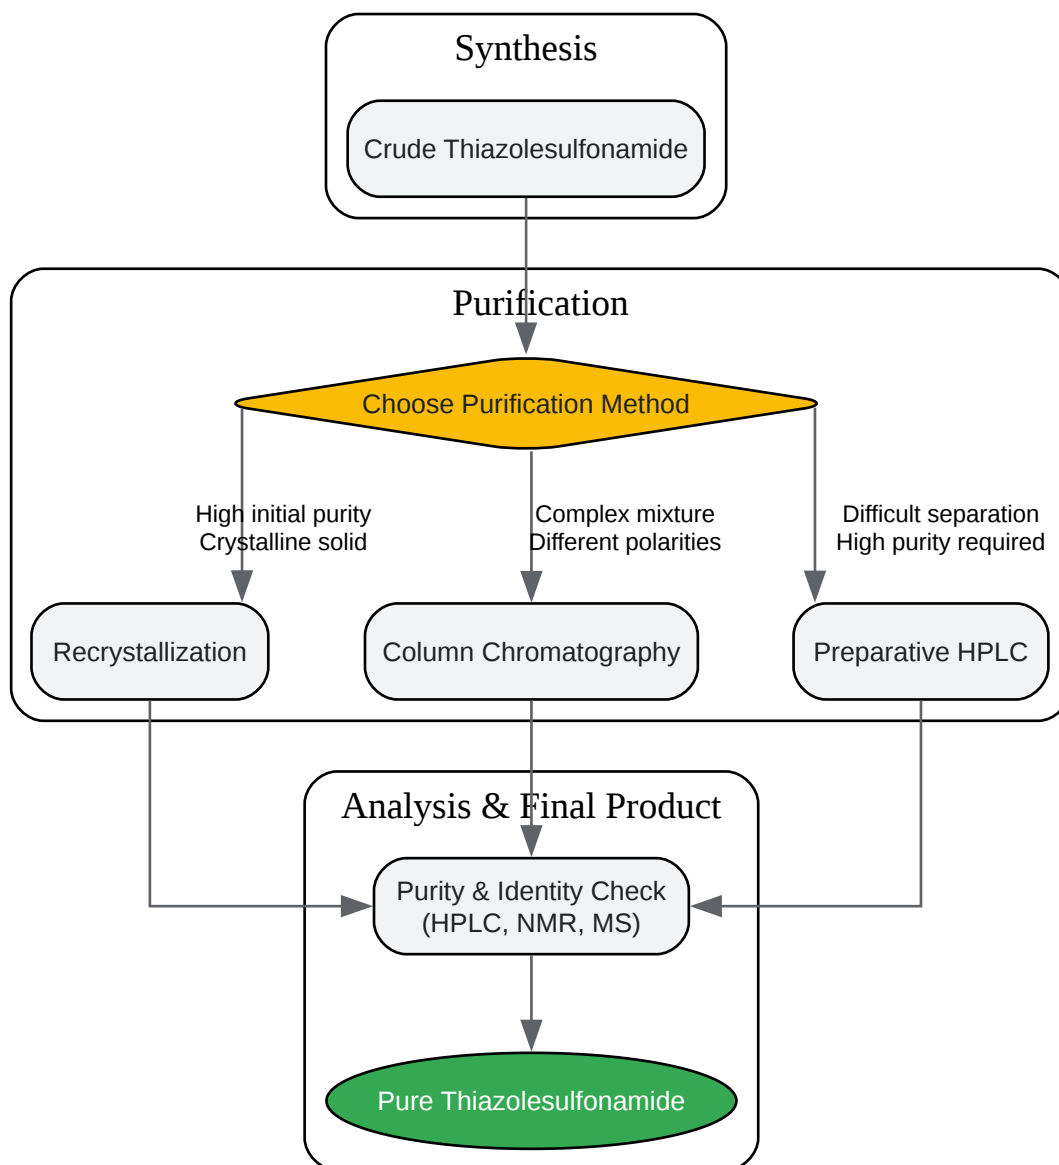 Synthesis
Crude Thiazolesulfonamide
Purification
Choose Purification Method
High initial purity
Crystalline solid
Complex mixture
Different polarities
Difficult separation
High purity required
Recrystallization
Column Chromatography
Preparative HPLC
Analysis & Final Product
Purity & Identity Check
(HPLC, NMR, MS)
Pure Thiazolesulfonamide